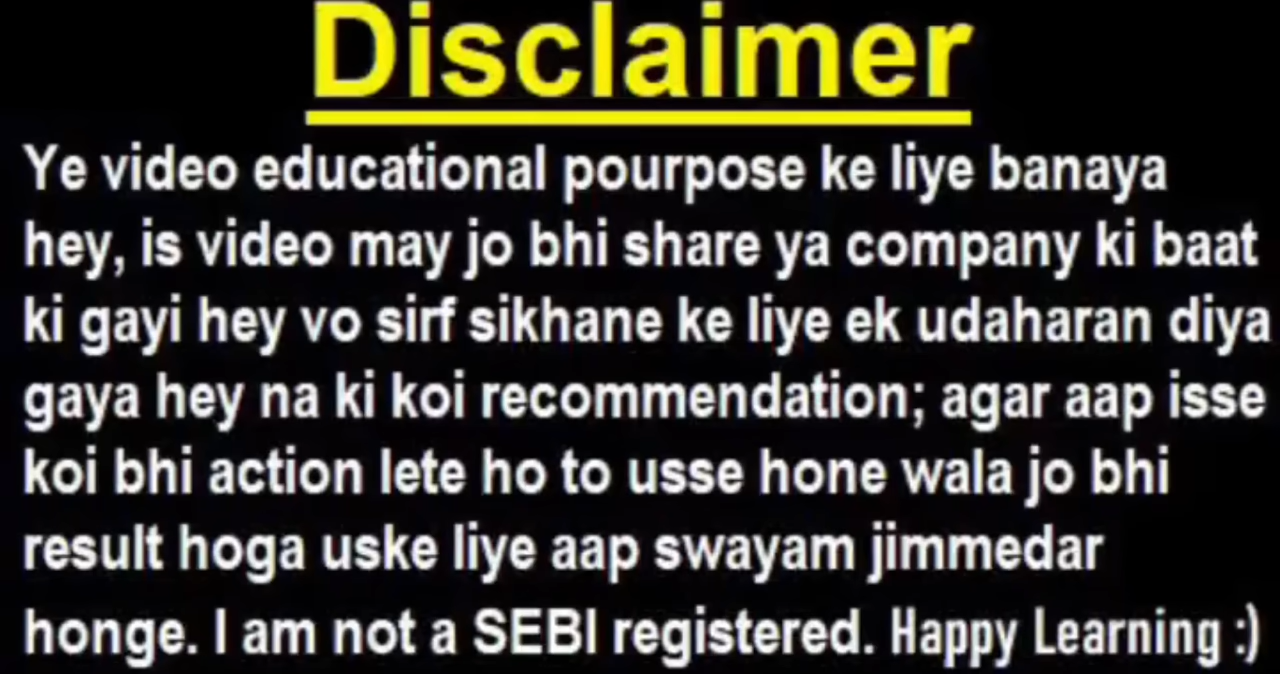 Disclaimer
Ye video educational pourpose ke liye banaya
hey, is video may jo bhi share ya company ki baat
ki gayi hey vo sirf sikhane ke liye ek udaharan diya
gaya hey na ki koi recommendation; agar aap isse
koi bhi action lete ho to usse hone wala jo bhi
result hoga uske liye aap swayam jimmedar
honge. I am not a SEBI registered. Happy Learning :)